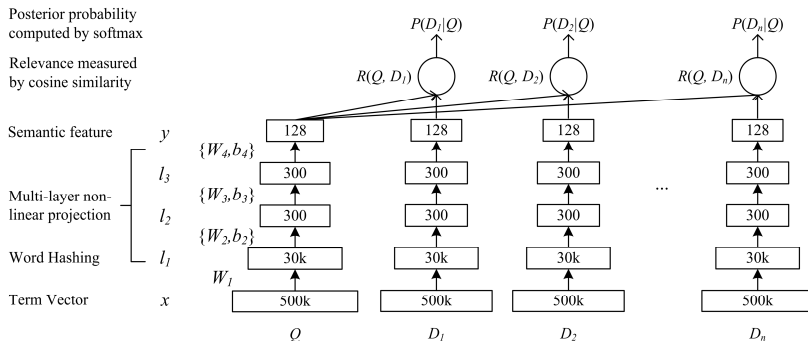 Posterior probability
computed by softmax
P(D1|Q) P(D2|Q) P(Dn|Q)
Relevance measured
by cosine similarity
R(Q, D1) R(Q, D2) R(Q, Dn)
Semantic feature y 128 128 128 128
{W4,b4}
l3 300 300 300 300
Multi-layer non-
linear projection
{W3,b3}
...
l2 300 300 300 300
{W2,b2}
Word Hashing l1 30k 30k 30k 30k
W1
Term Vector x 500k 500k 500k 500k
Q D1 D2 Dn